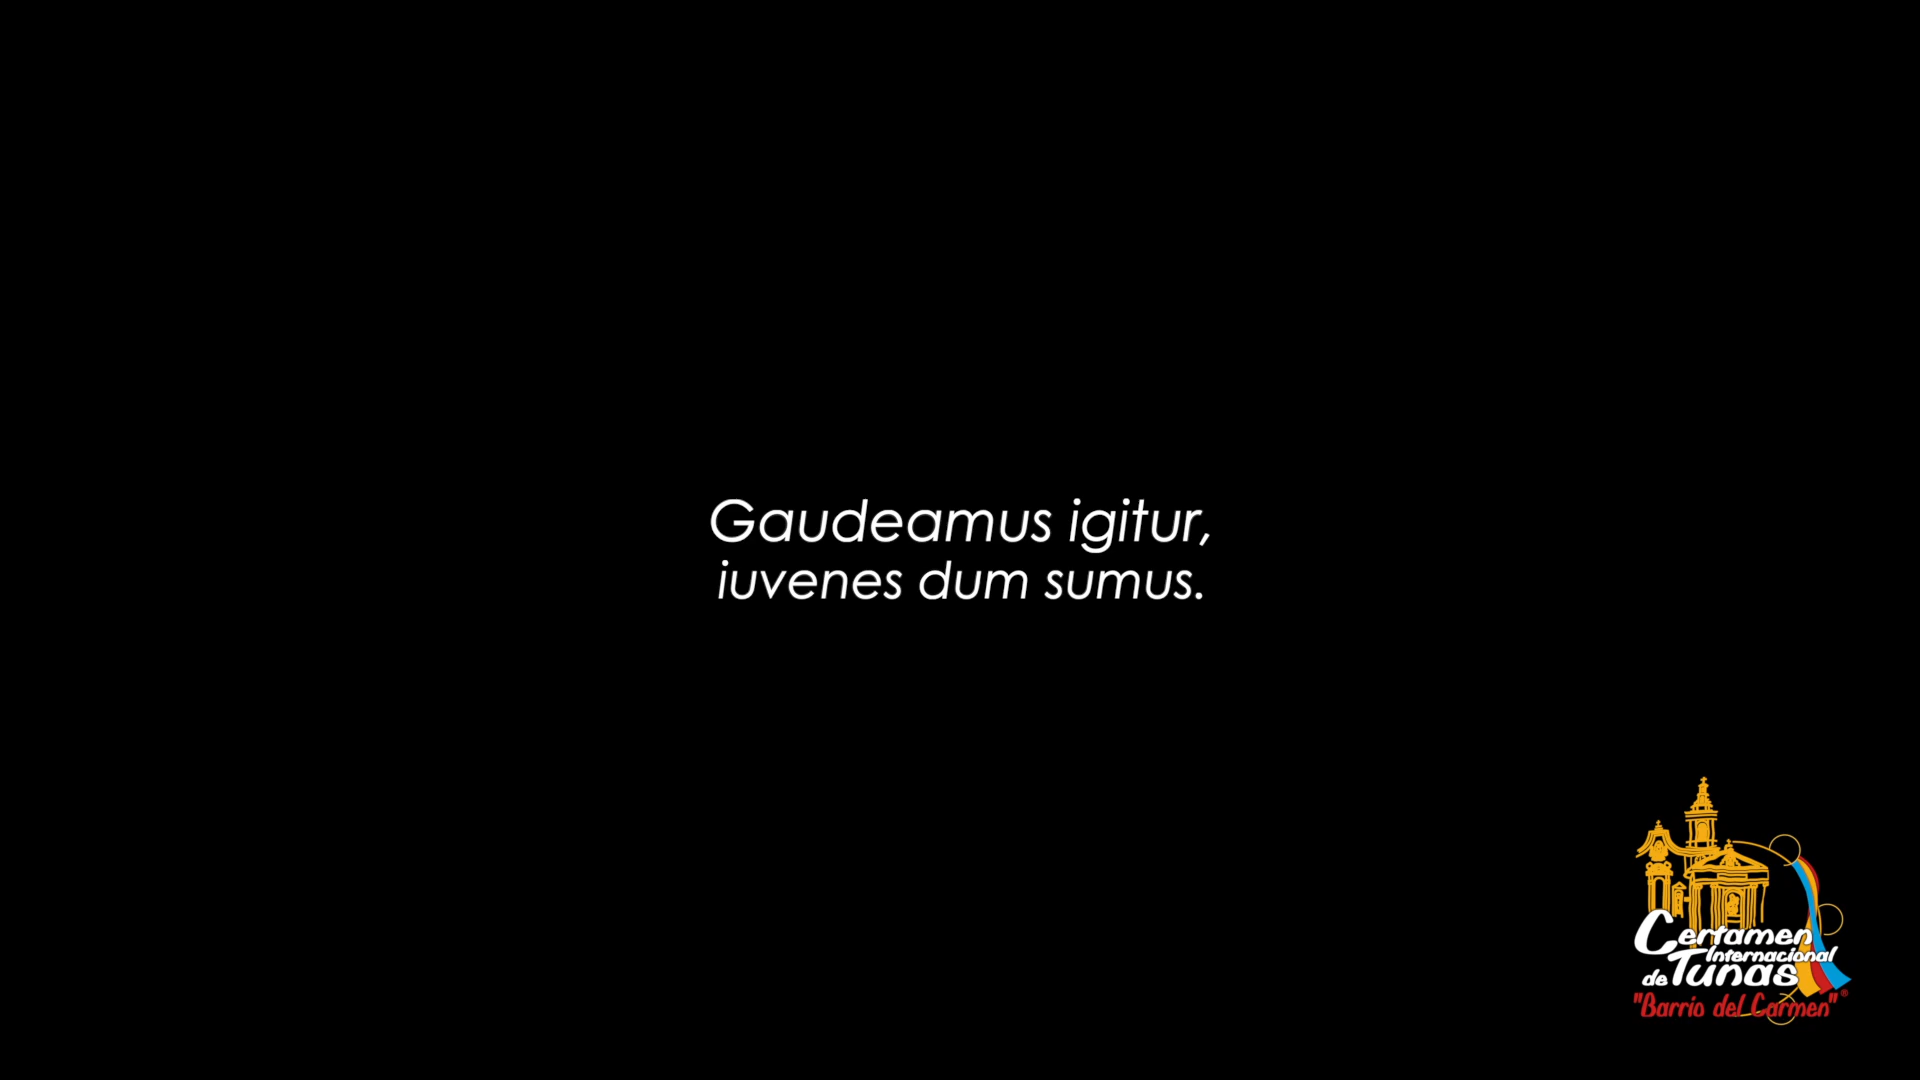 Gaudeamus igitur,
iuvenes dum sumus.
Certamen
Internacional
de Tunas
"Barrio del Carmen"®